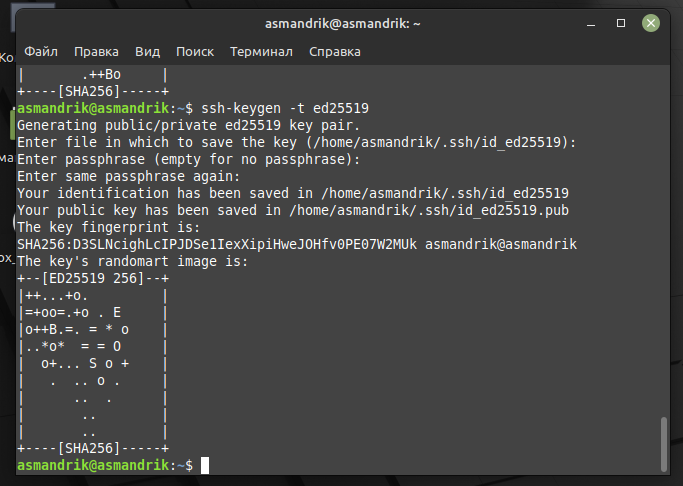 asmandrik@asmandrik: ~
Файл Правка Вид Поиск Терминал Справка
|       .++Bo     |
+----[SHA256]-----+
asmandrik@asmandrik:~$ ssh-keygen -t ed25519
Generating public/private ed25519 key pair.
Enter file in which to save the key (/home/asmandrik/.ssh/id_ed25519):
Enter passphrase (empty for no passphrase):
Enter same passphrase again:
Your identification has been saved in /home/asmandrik/.ssh/id_ed25519
Your public key has been saved in /home/asmandrik/.ssh/id_ed25519.pub
The key fingerprint is:
SHA256:D3SLNcighLcIPJDSe1IexXipiHweJOHfv0PE07W2MUk asmandrik@asmandrik
The key's randomart image is:
+--[ED25519 256]--+
|++...+o.         |
|=+oo=.+o . E     |
|o++B.=. = * o    |
|..*o*  = = O     |
|  o+... S o +    |
|   .  .. o .     |
|      ..  .      |
|       ..        |
|       ..        |
+----[SHA256]-----+
asmandrik@asmandrik:~$